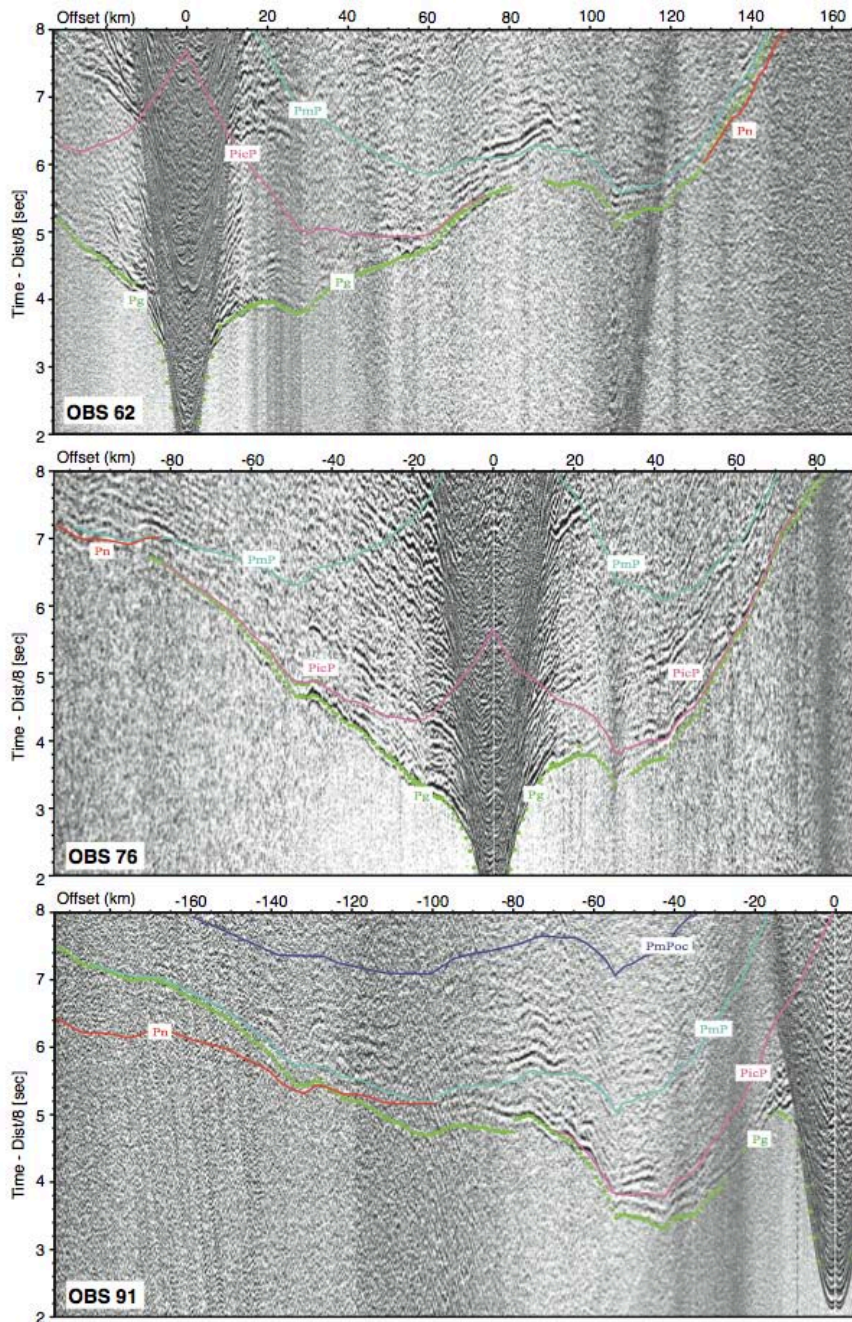 Offset (km) 0 20 40 60 80 100 120 140 160
8
7
6
5
4
3
2
Time - Dist/8 [sec]
PmP
PicP
Pn
Pg
Pg
OBS 62
Offset (km) -80 -60 -40 -20 0 20 40 60 80
8
7
6
5
4
3
2
Time - Dist/8 [sec]
Pn
PmP
PmP
PicP
PicP
Pg
Pg
OBS 76
Offset (km) -160 -140 -120 -100 -80 -60 -40 -20 0
8
7
6
5
4
3
2
Time - Dist/8 [sec]
PmPoc
Pn
PmP
PicP
Pg
OBS 91